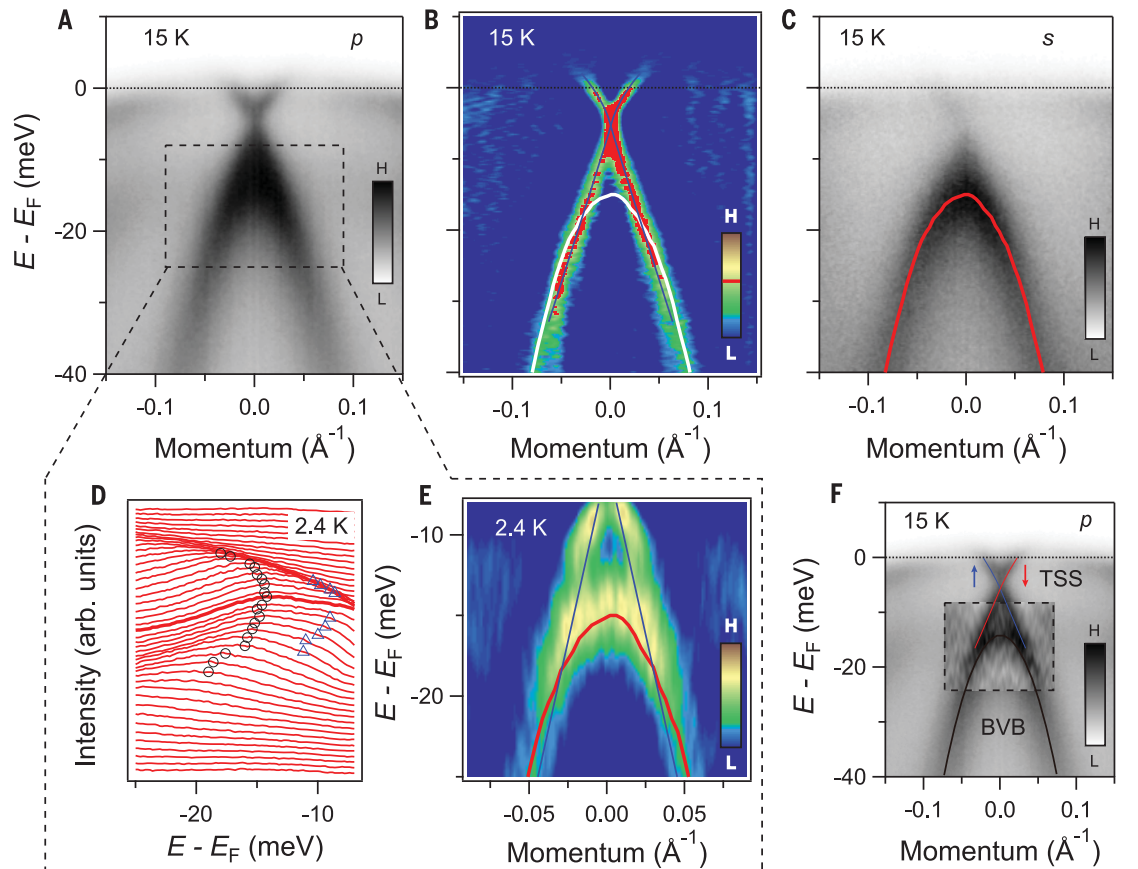 A
15 K
p
0
-20
-40
E - E_F (meV)
H
L
-0.1
0.0
0.1
Momentum (Å⁻¹)
B
15 K
H
L
-0.1
0.0
0.1
Momentum (Å⁻¹)
C
15 K
s
H
L
-0.1
0.0
0.1
Momentum (Å⁻¹)
D
2.4 K
Intensity (arb. units)
-20
-10
E - E_F (meV)
E
2.4 K
-10
-20
E - E_F (meV)
H
L
-0.05
0.00
0.05
Momentum (Å⁻¹)
F
15 K
p
0
-20
-40
E - E_F (meV)
TSS
BVB
H
L
-0.1
0.0
0.1
Momentum (Å⁻¹)